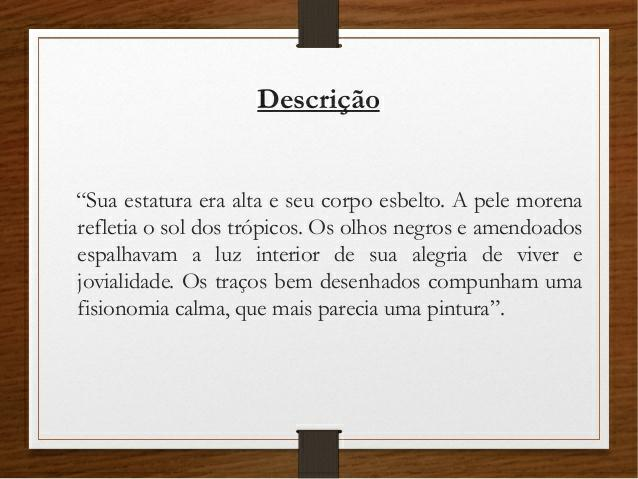 Descrição
“Sua estatura era alta e seu corpo esbelto. A pele morena
refletia o sol dos trópicos. Os olhos negros e amendoados
espalhavam a luz interior de sua alegria de viver e
jovialidade. Os traços bem desenhados compunham uma
fisionomia calma, que mais parecia uma pintura”.